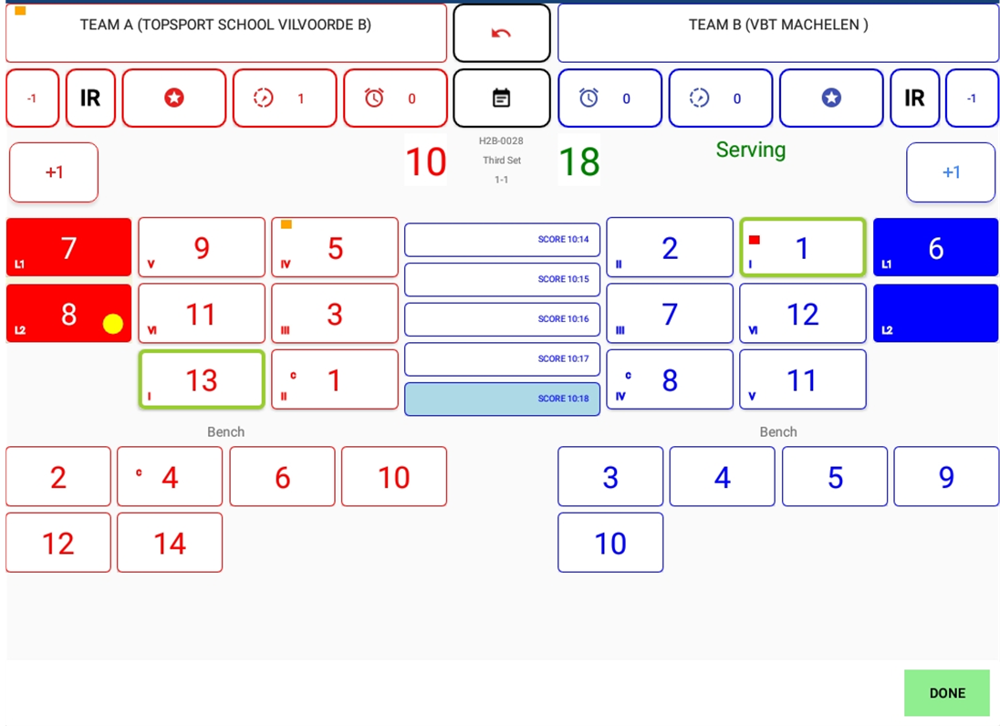 TEAM A (TOPSPORT SCHOOL VILVOORDE B)
TEAM B (VBT MACHELEN )
-1
IR
1
0
0
0
IR
-1
+1
10
H2B-0028
Third Set
1-1
18
Serving
+1
7
L1
9
V
5
IV
SCORE 10:14
2
II
1
I
6
L1
SCORE 10:15
8
L2
11
VI
3
III
SCORE 10:16
7
III
12
VI
L2
SCORE 10:17
13
I
C
1
II
SCORE 10:18
C
8
IV
11
V
Bench
Bench
2
C 4
6
10
3
4
5
9
12
14
10
DONE